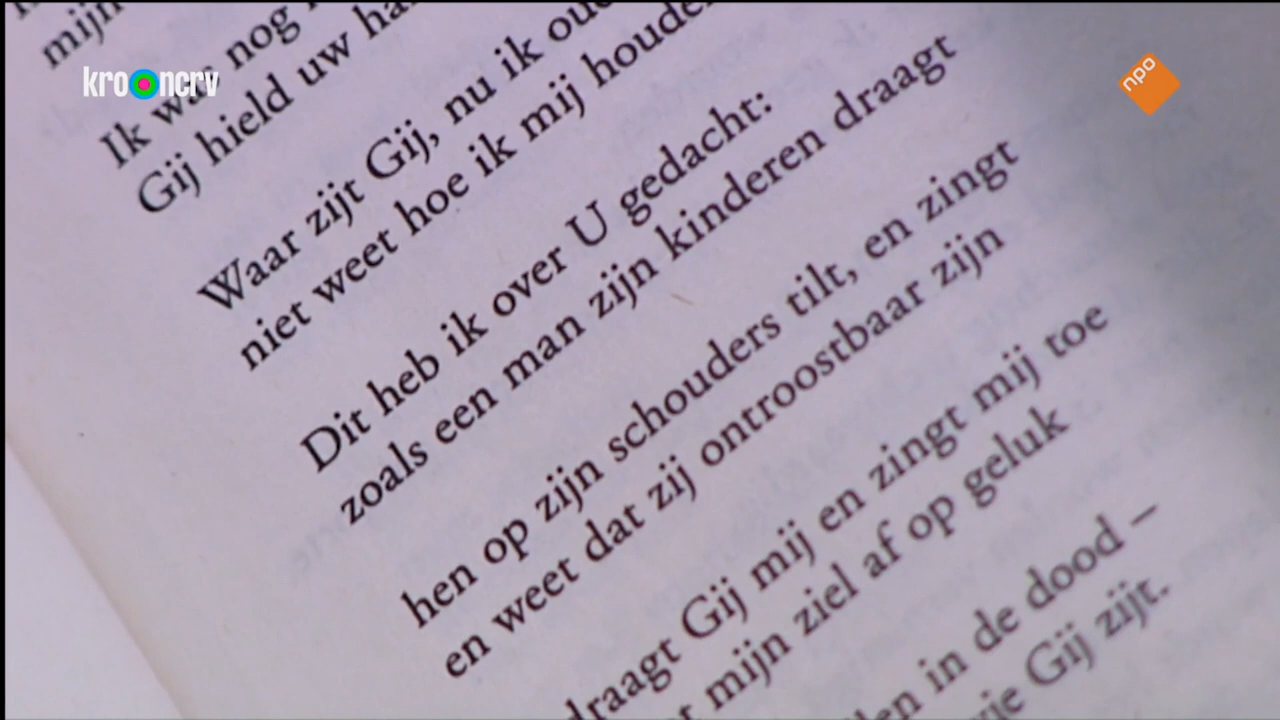 mijn
Ik was nog
Gij hield uw
Waar zijt Gij, nu ik
niet weet hoe ik mij
Dit heb ik over U gedacht:
zoals een man zijn kinderen draagt
hen op zijn schouders tilt, en zingt
en weet dat zij ontroostbaar zijn
draagt Gij mij en zingt mij toe
mijn ziel af op geluk
in de dood –
Gij zijt.
kro ncrv
npo